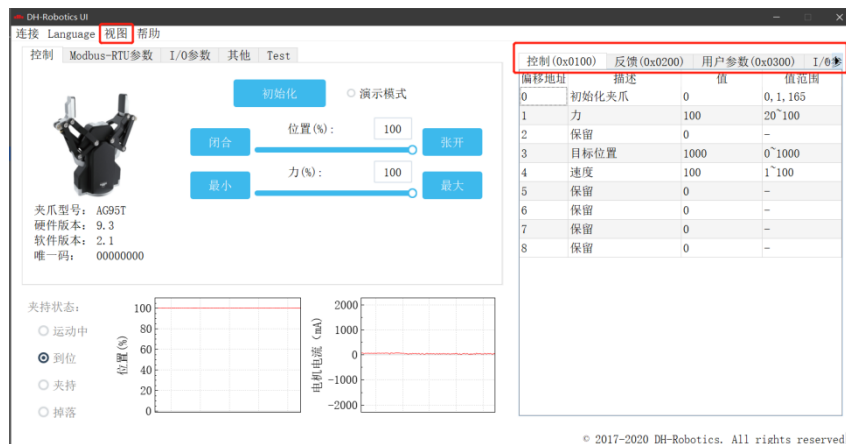 DH-Robotics UI
连接 Language 视图 帮助
控制 Modbus-RTU参数 I/O参数 其他 Test
初始化 演示模式
位置(%): 100
闭合 张开
力(%): 100
最小 最大
夹爪型号: AG95T
硬件版本: 9.3
软件版本: 2.1
唯一码: 00000000
夹持状态:
运动中
到位
夹持
掉落
位置(%)
100
80
60
40
20
0
电机电流 (mA)
2000
1000
0
-1000
-2000
控制(0x0100) 反馈(0x0200) 用户参数(0x0300) I/0参
偏移地址 描述 值 值范围
0 初始化夹爪 0 0,1,165
1 力 100 20~100
2 保留 0 -
3 目标位置 1000 0~1000
4 速度 100 1~100
5 保留 0 -
6 保留 0 -
7 保留 0 -
8 保留 0 -
© 2017-2020 DH-Robotics. All rights reserved